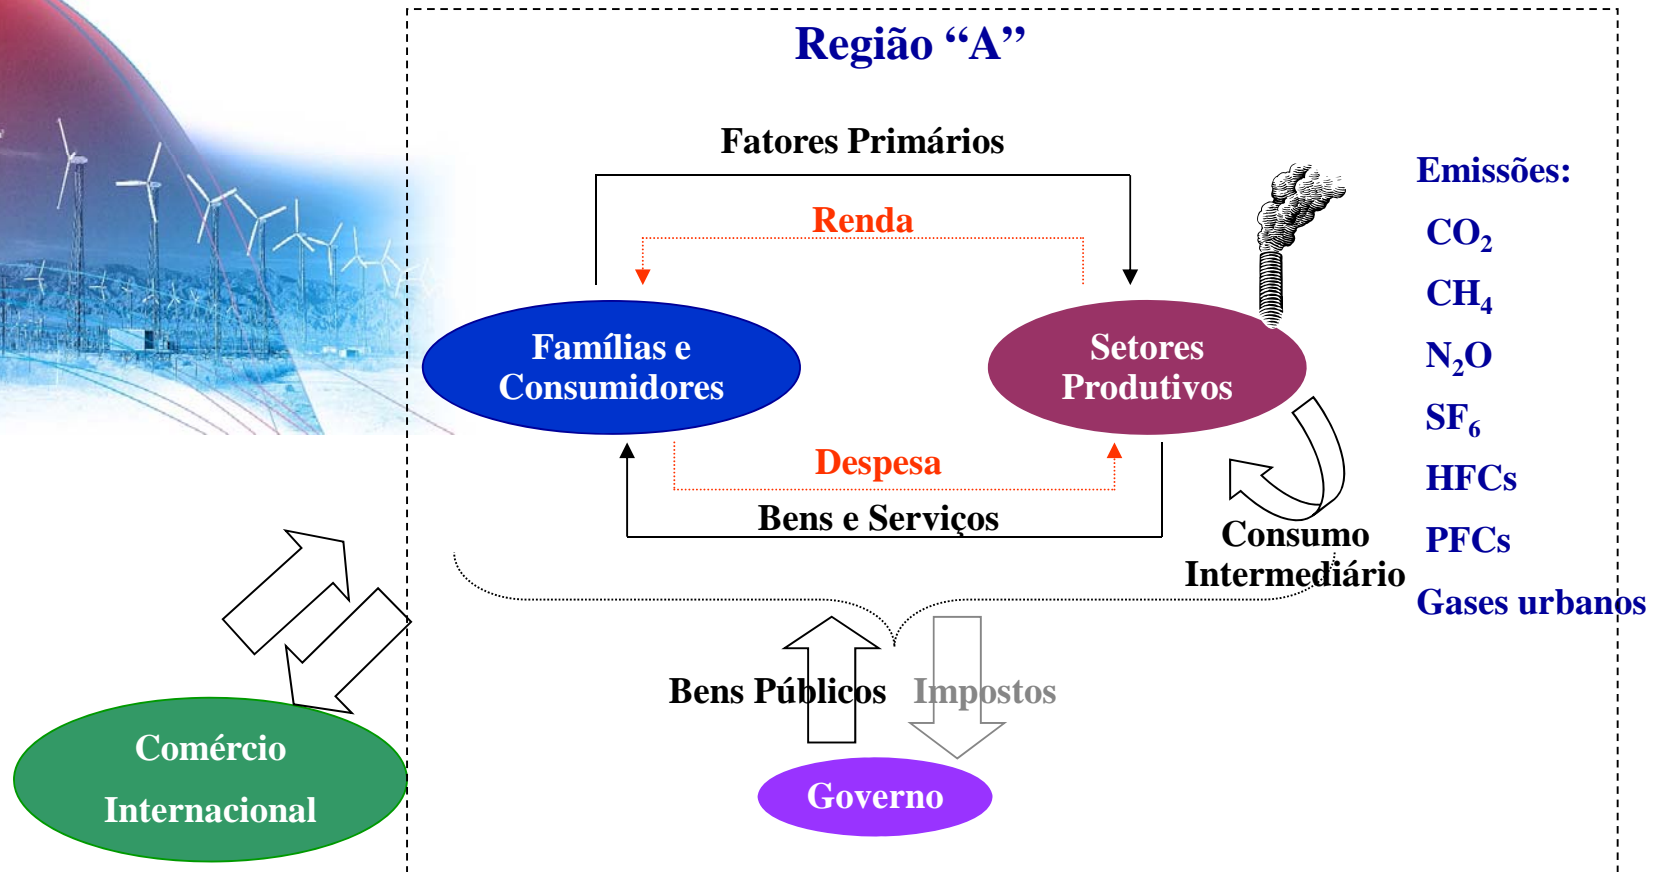 Região “A”
Fatores Primários
Renda
Famílias e
Consumidores
Setores
Produtivos
Despesa
Bens e Serviços
Consumo
Intermediário
Emissões:
CO₂
CH₄
N₂O
SF₆
HFCs
PFCs
Gases urbanos
Bens Públicos
Impostos
Governo
Comércio
Internacional